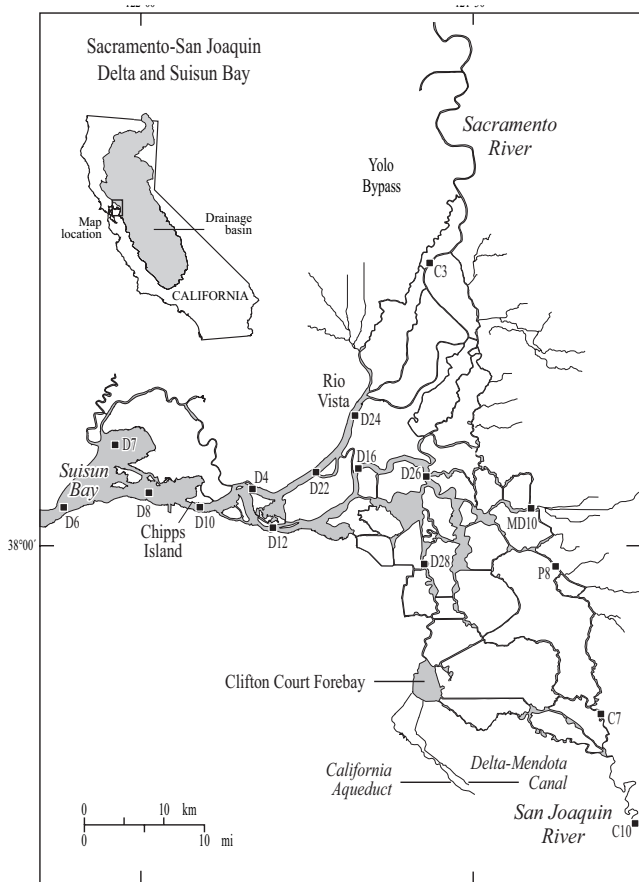 Sacramento-San Joaquin
Delta and Suisun Bay
Sacramento
River
Yolo
Bypass
Map
location
Drainage
basin
CALIFORNIA
C3
Rio
Vista
D24
D7
D16
Suisun
Bay
D4
D22
D26
D6
D8
D10
MD10
Chipps
Island
D12
38°00'
D28
P8
Clifton Court Forebay
C7
California
Aqueduct
Delta-Mendota
Canal
0 10 km
0 10 mi
San Joaquin
River
C10